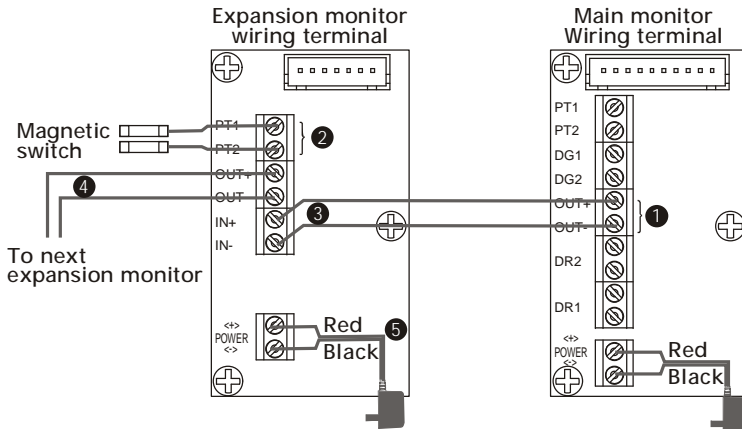 Expansion monitor
wiring terminal
Main monitor
Wiring terminal
PT1
PT2
OUT+
OUT-
IN+
IN-
Magnetic
switch
2
4
3
To next
expansion monitor
<+>
POWER
<->
Red
Black
5
PT1
PT2
DG1
DG2
OUT+
OUT-
1
DR2
DR1
<+>
POWER
<->
Red
Black